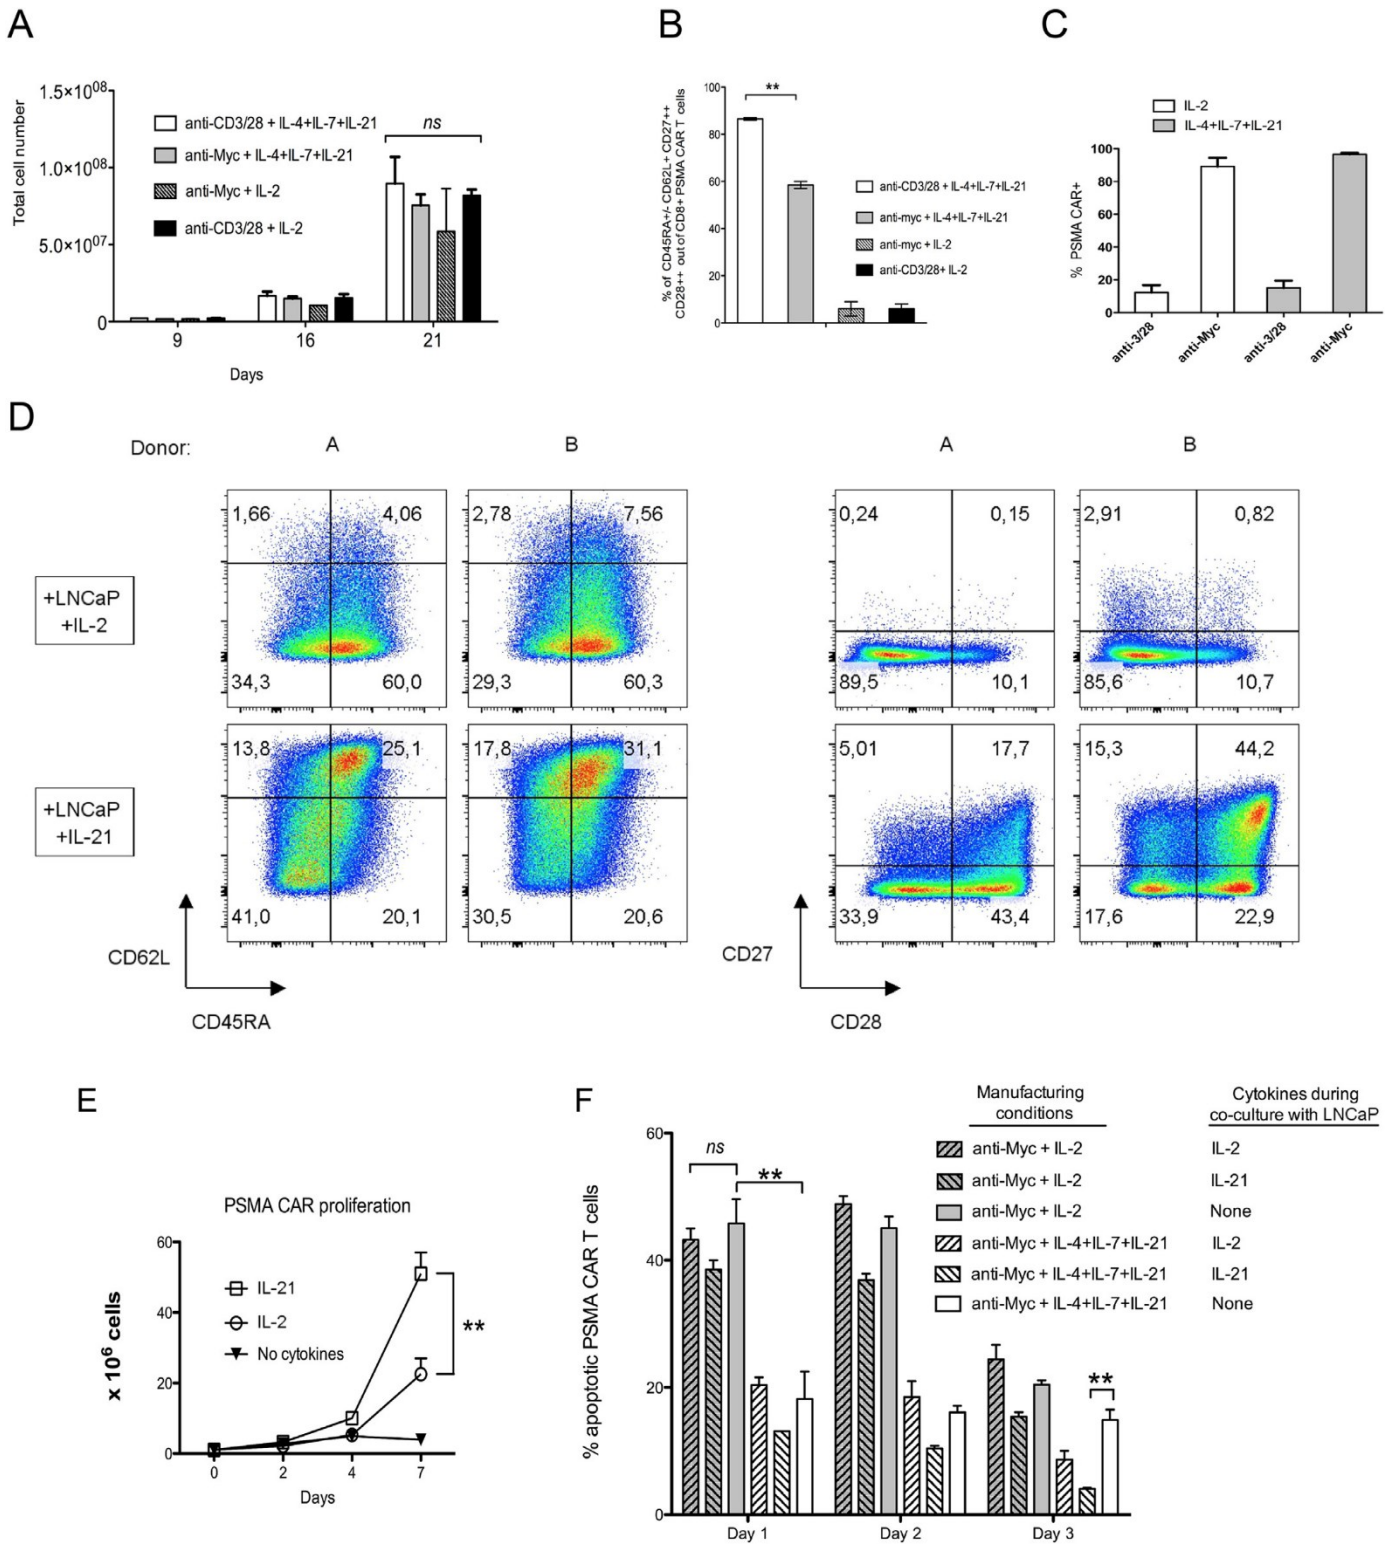 A
Total cell number
1.5×10^08
1.0×10^08
5.0×10^07
0
anti-CD3/28 + IL-4+IL-7+IL-21
anti-Myc + IL-4+IL-7+IL-21
anti-Myc + IL-2
anti-CD3/28 + IL-2
ns
9 16 21
Days
B
% of CD45RA+/- CD62L+ CD27++
CD28++ out of CD8+ PSMA CAR T cells
100
80
60
40
20
0
**
anti-CD3/28 + IL-4+IL-7+IL-21
anti-myc + IL-4+IL-7+IL-21
anti-myc + IL-2
anti-CD3/28+ IL-2
C
IL-2
IL-4+IL-7+IL-21
% PSMA CAR+
100
80
60
40
20
0
anti-3/28
anti-Myc
anti-3/28
anti-Myc
D
Donor: A B A B
+LNCaP
+IL-2
1,66 4,06
34,3 60,0
2,78 7,56
29,3 60,3
0,24 0,15
89,5 10,1
2,91 0,82
85,6 10,7
+LNCaP
+IL-21
13,8 25,1
41,0 20,1
17,8 31,1
30,5 20,6
5,01 17,7
33,9 43,4
15,3 44,2
17,6 22,9
CD62L
CD45RA
CD27
CD28
E
PSMA CAR proliferation
x 10^6 cells
60
40
20
0
IL-21
IL-2
No cytokines
**
0 2 4 7
Days
F
% apoptotic PSMA CAR T cells
60
40
20
0
ns
**
**
Manufacturing
conditions
Cytokines during
co-culture with LNCaP
anti-Myc + IL-2 IL-2
anti-Myc + IL-2 IL-21
anti-Myc + IL-2 None
anti-Myc + IL-4+IL-7+IL-21 IL-2
anti-Myc + IL-4+IL-7+IL-21 IL-21
anti-Myc + IL-4+IL-7+IL-21 None
Day 1 Day 2 Day 3